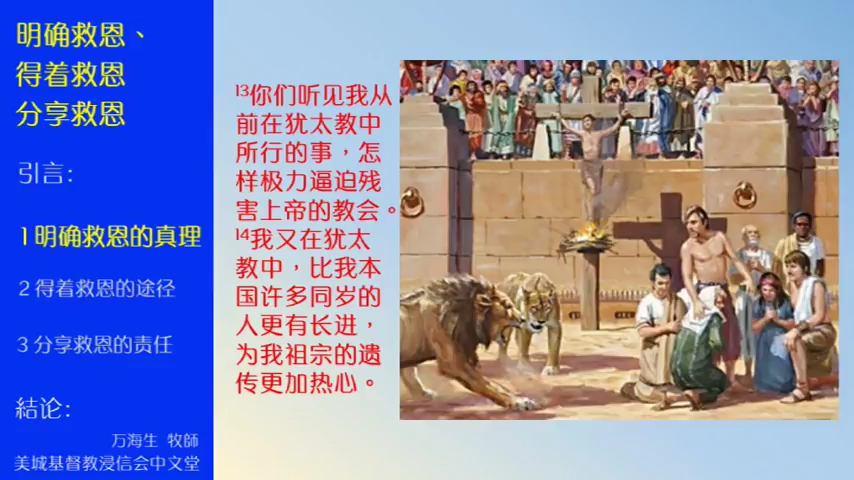 明确救恩、
得着救恩
分享救恩
引言:
1明确救恩的真理
2得着救恩的途径
3分享救恩的责任
結论:
万海生 牧師
美城基督教浸信会中文堂
13你们听见我从
前在犹太教中
所行的事，怎
样极力逼迫残
害上帝的教会。
14我又在犹太
教中，比我本
国许多同岁的
人更有长进，
为我祖宗的遗
传更加热心。